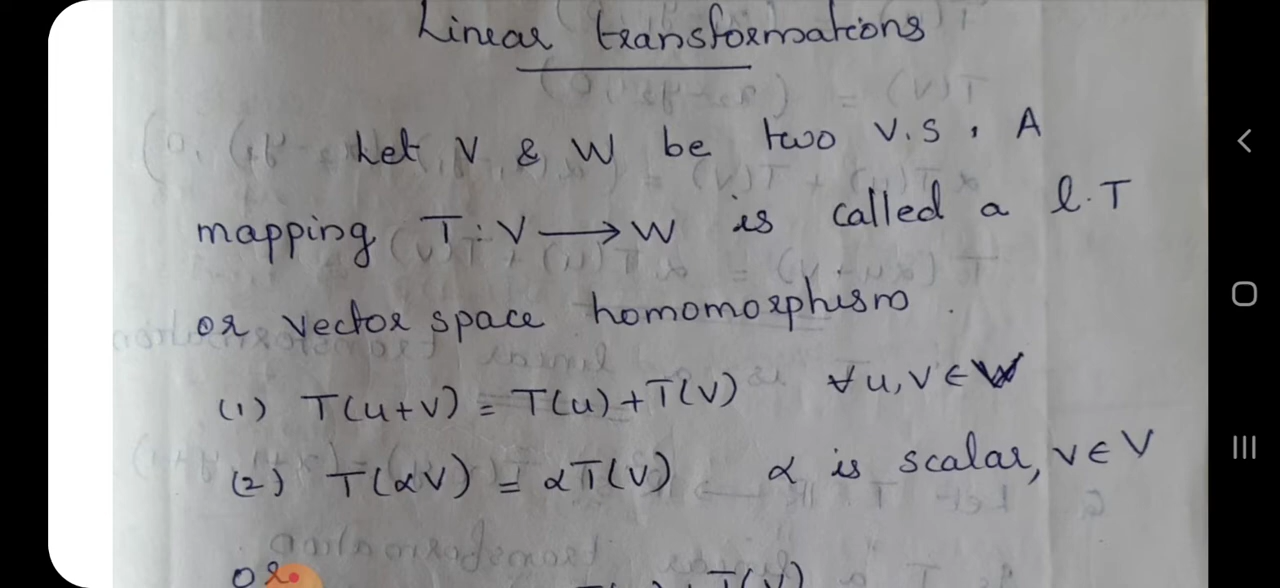 Linear transformations
Let V & W be two V.S. A
mapping T : V ⟶ W is called a l.T
or vector space homomorphism.
(1) T(u+v) = T(u)+T(v) ∀ u,v ∈
(2) T(αv) = αT(v) α is scalar, v ∈ V
or